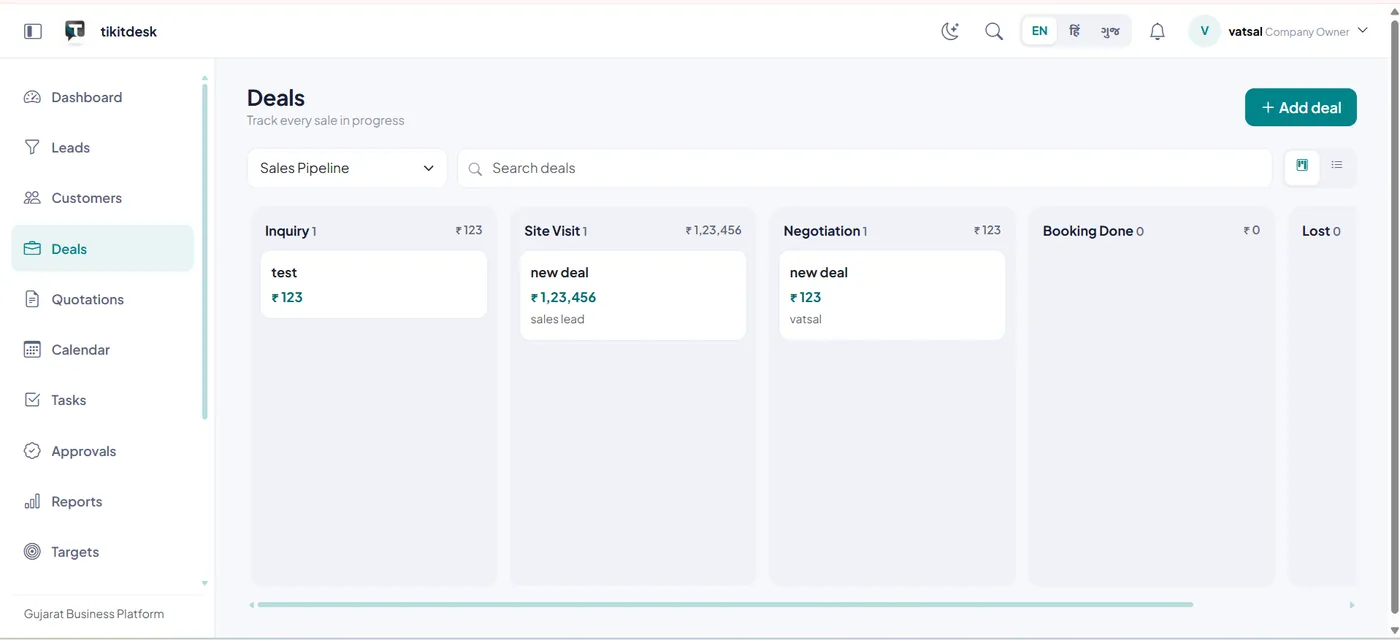 tikitdesk
EN हिं ગુજ
V vatsal Company Owner
Dashboard
Leads
Customers
Deals
Quotations
Calendar
Tasks
Approvals
Reports
Targets
Gujarat Business Platform
Deals
Track every sale in progress
+ Add deal
Sales Pipeline
Search deals
Inquiry 1 ₹ 123
test
₹ 123
Site Visit 1 ₹ 1,23,456
new deal
₹ 1,23,456
sales lead
Negotiation 1 ₹ 123
new deal
₹ 123
vatsal
Booking Done 0 ₹ 0
Lost 0